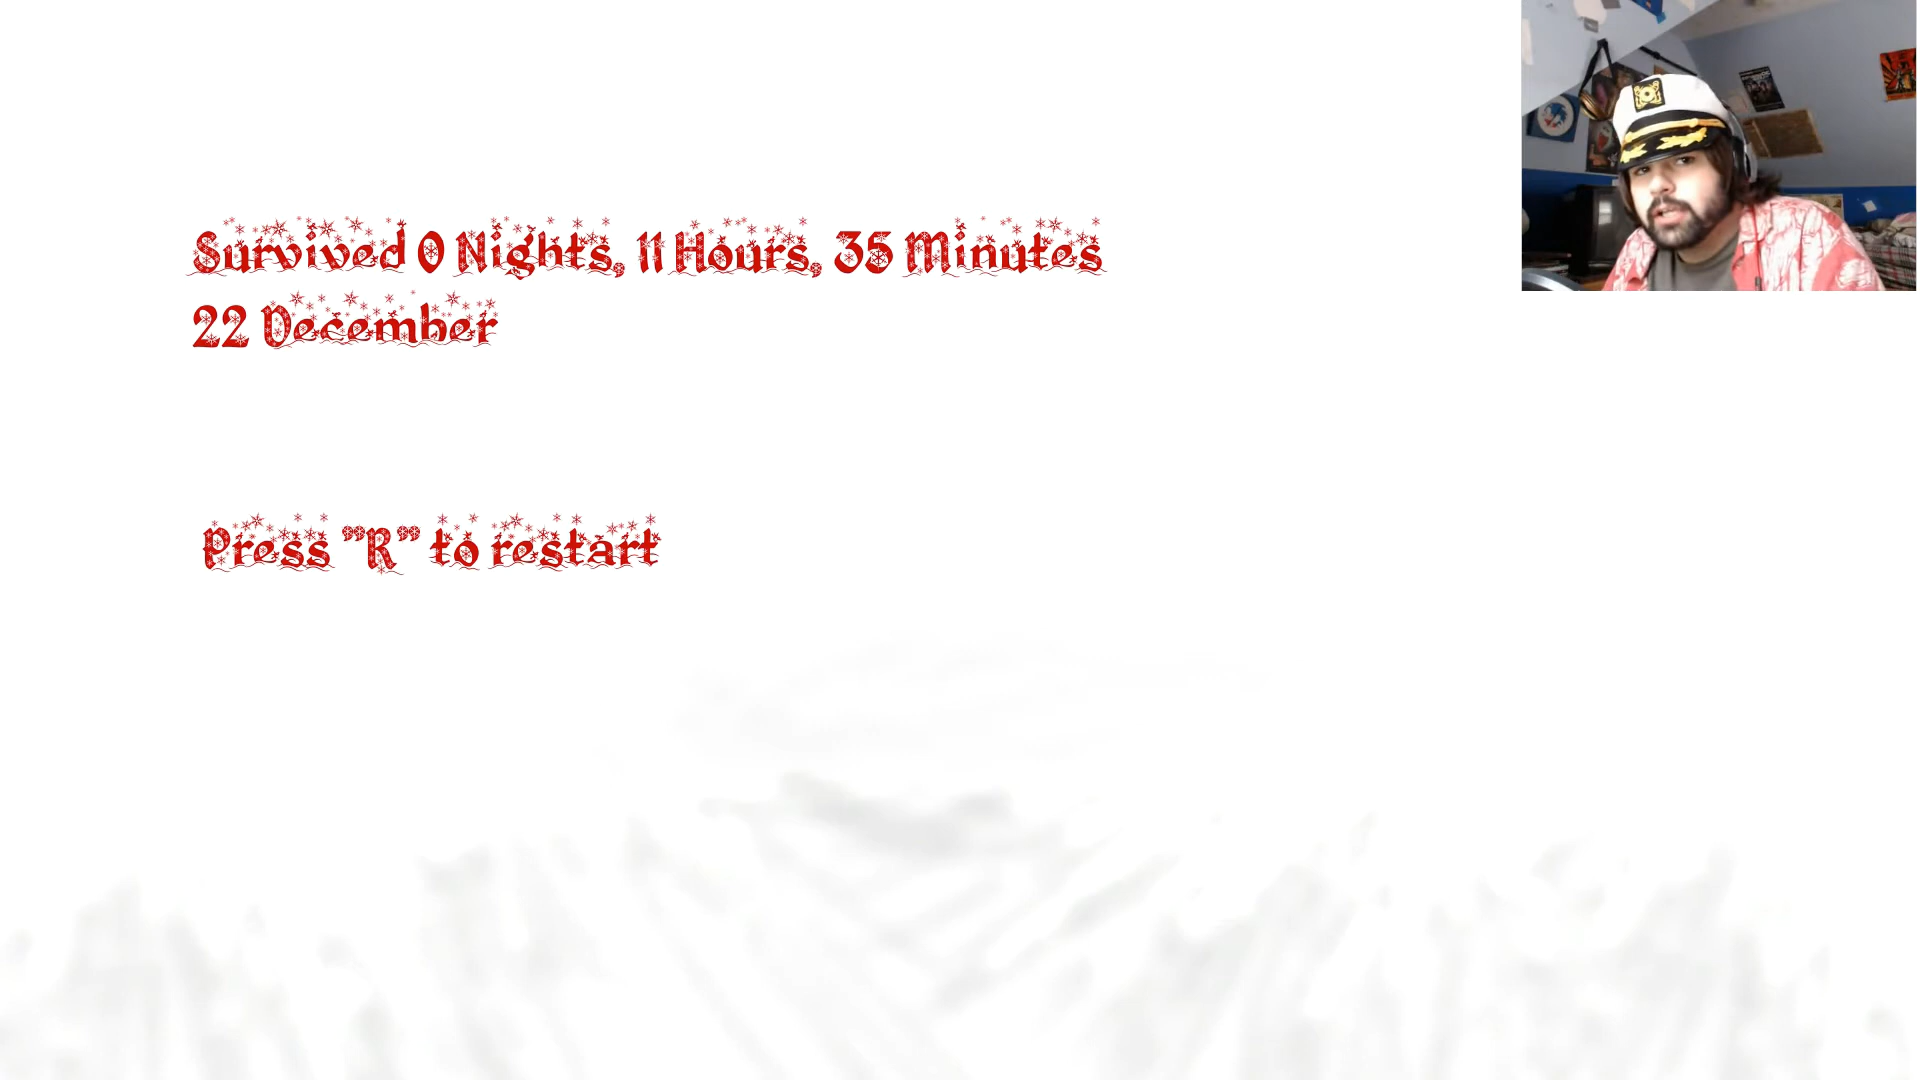 Survived 0 Nights, 11 Hours, 35 Minutes
22 December
Press "R" to restart